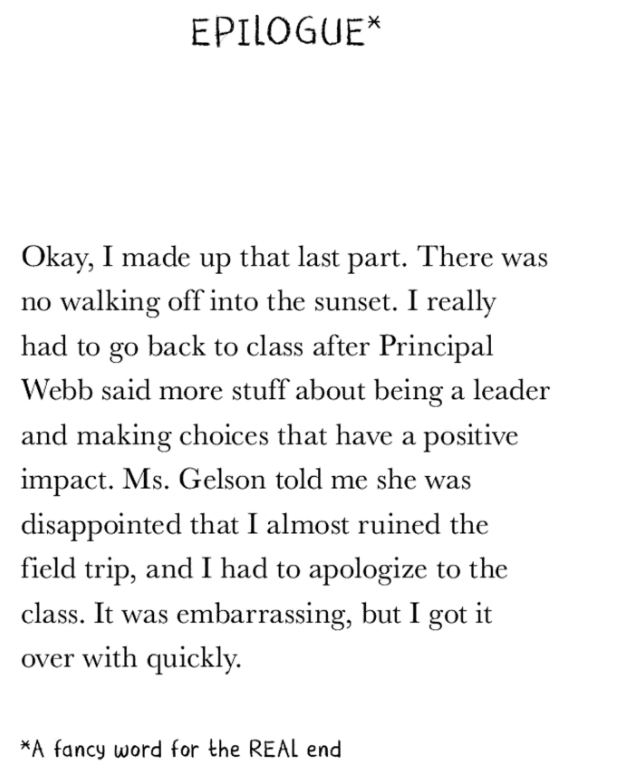 EPILOGUE*
Okay, I made up that last part. There was
no walking off into the sunset. I really
had to go back to class after Principal
Webb said more stuff about being a leader
and making choices that have a positive
impact. Ms. Gelson told me she was
disappointed that I almost ruined the
field trip, and I had to apologize to the
class. It was embarrassing, but I got it
over with quickly.
*A fancy word for the REAL end